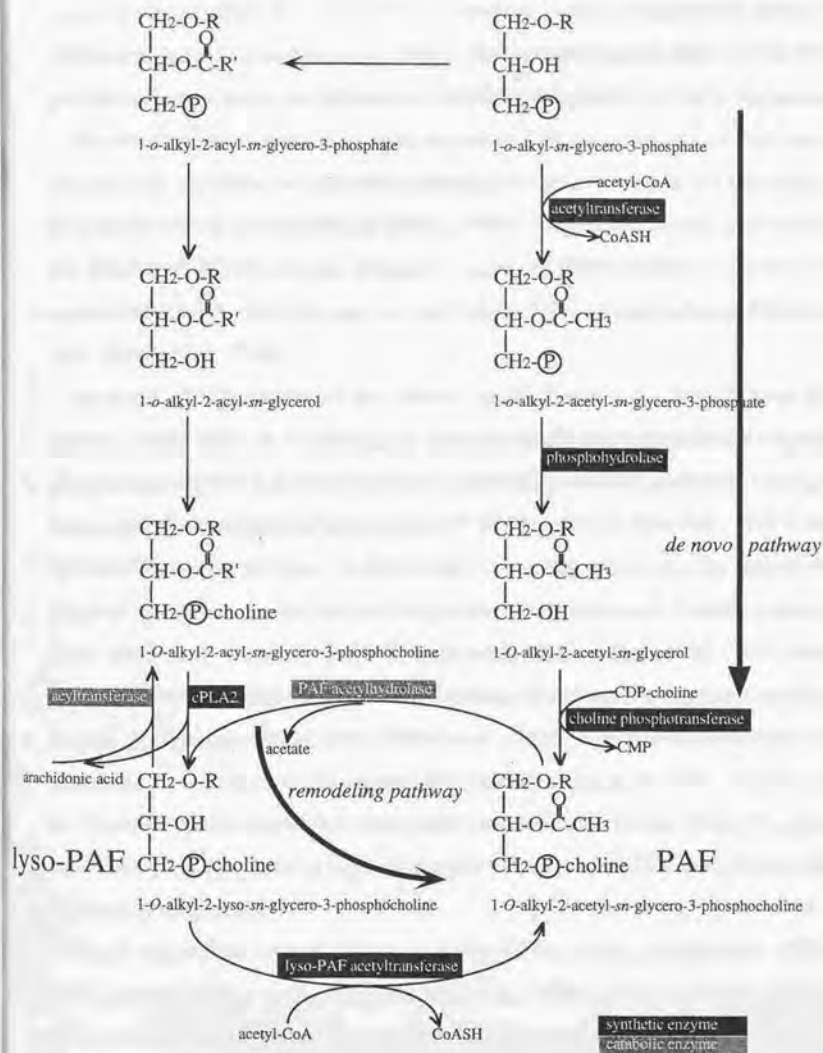 CH2-O-R
O
CH-O-C-R'
CH2-P
1-o-alkyl-2-acyl-sn-glycero-3-phosphate
CH2-O-R
CH-OH
CH2-P
1-o-alkyl-sn-glycero-3-phosphate
acetyl-CoA
acetyltransferase
CoASH
CH2-O-R
O
CH-O-C-R'
CH2-OH
1-o-alkyl-2-acyl-sn-glycerol
CH2-O-R
O
CH-O-C-CH3
CH2-P
1-o-alkyl-2-acetyl-sn-glycero-3-phosphate
phosphohydrolase
de novo pathway
CH2-O-R
O
CH-O-C-R'
CH2-P-choline
1-O-alkyl-2-acyl-sn-glycero-3-phosphocholine
CH2-O-R
O
CH-O-C-CH3
CH2-OH
1-O-alkyl-2-acetyl-sn-glycerol
acyltransferase
cPLA2
PAF acetylhydrolase
CDP-choline
choline phosphotransferase
CMP
acetate
arachidonic acid
remodeling pathway
CH2-O-R
CH-OH
lyso-PAF CH2-P-choline
1-O-alkyl-2-lyso-sn-glycero-3-phosphocholine
CH2-O-R
O
CH-O-C-CH3
CH2-P-choline PAF
1-O-alkyl-2-acetyl-sn-glycero-3-phosphocholine
lyso-PAF acetyltransferase
acetyl-CoA
CoASH
synthetic enzyme
catabolic enzyme